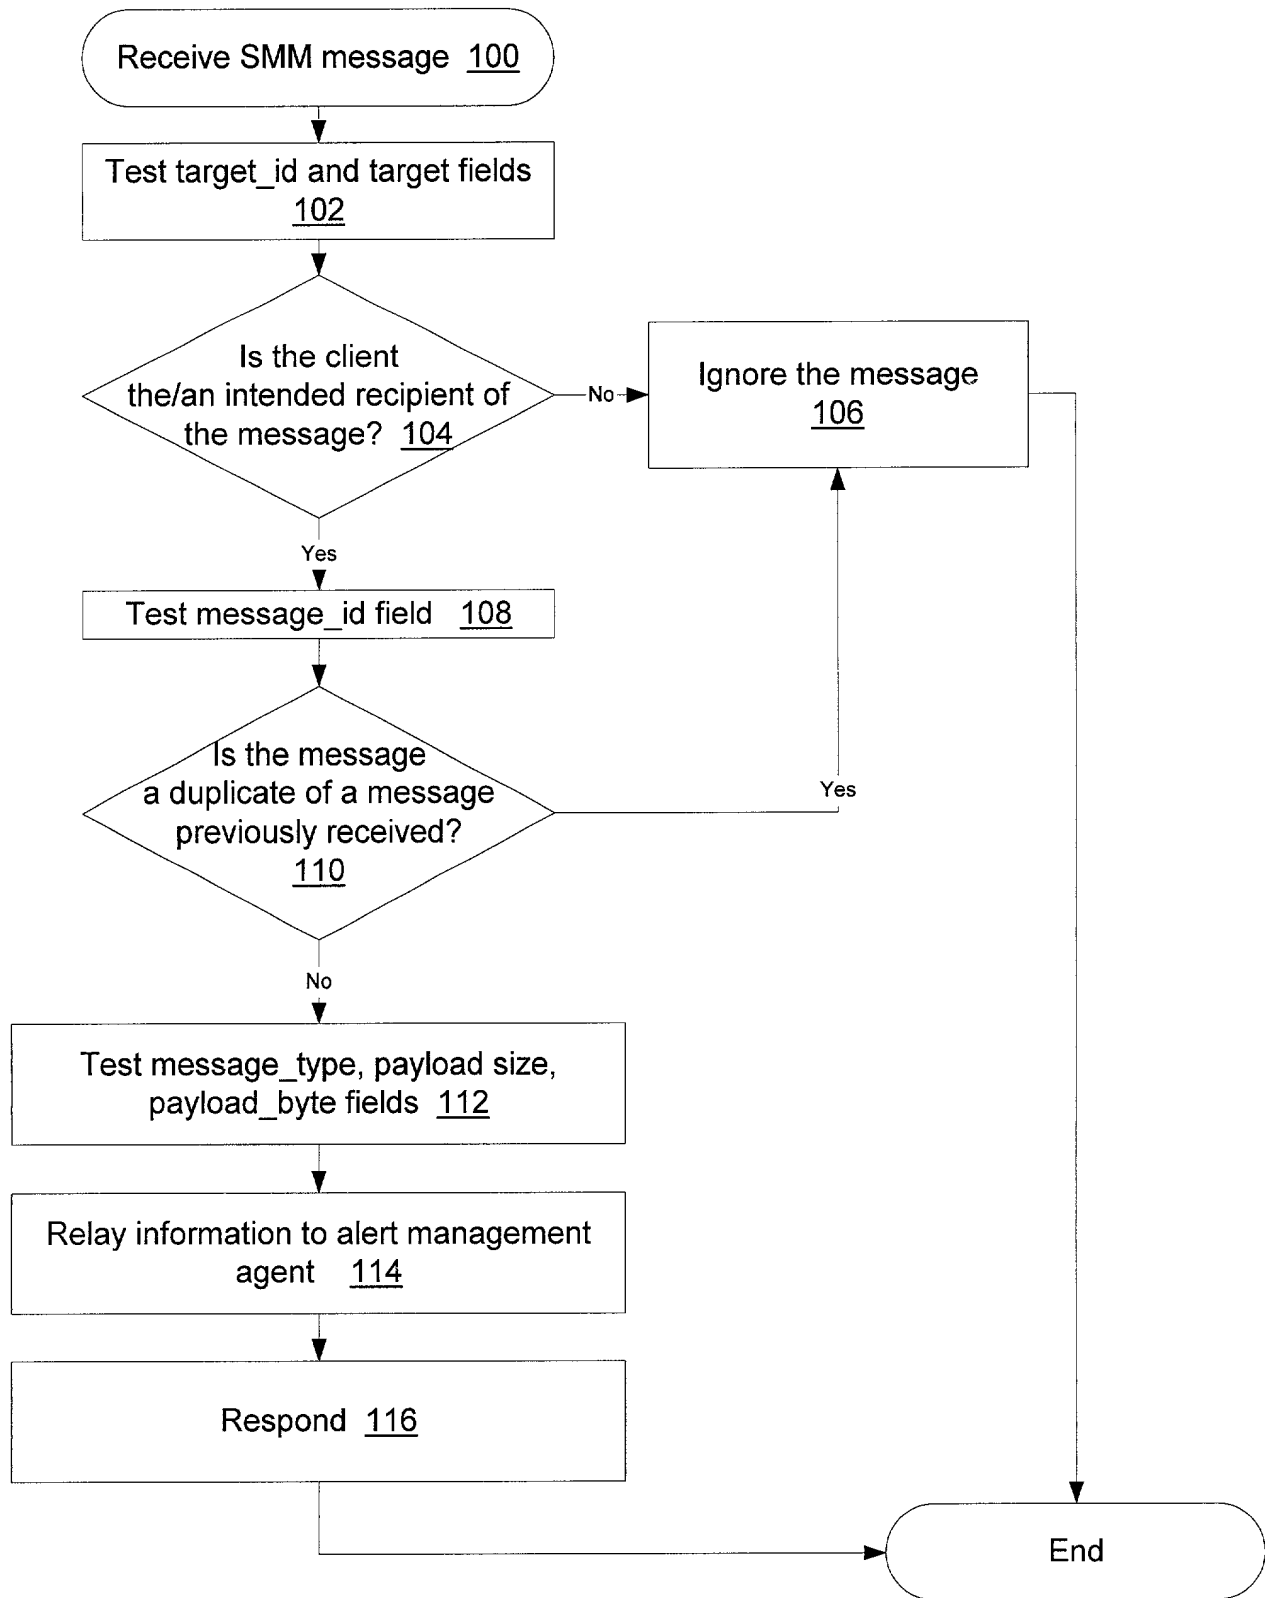 Receive SMM message 100
Test target_id and target fields
102
Is the client
the/an intended recipient of
the message? 104
No
Ignore the message
106
Yes
Test message_id field 108
Is the message
a duplicate of a message
previously received?
110
Yes
No
Test message_type, payload size,
payload_byte fields 112
Relay information to alert management
agent 114
Respond 116
End